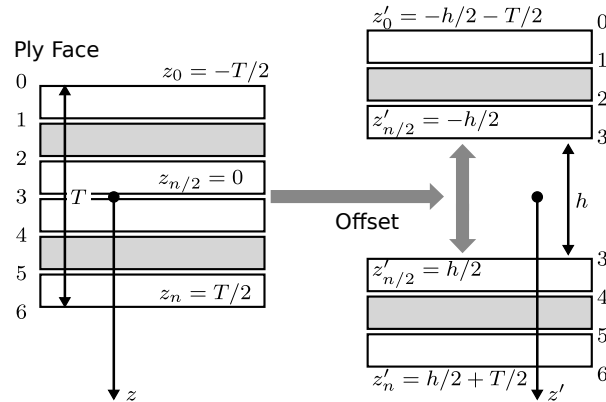 Ply Face
0
z_0 = -T/2
1
2
z_{n/2} = 0
3
T
4
5
z_n = T/2
6
z
Offset
z'_0 = -h/2 - T/2
0
1
2
z'_{n/2} = -h/2
3
h
3
z'_{n/2} = h/2
4
5
z'_n = h/2 + T/2
6
z'